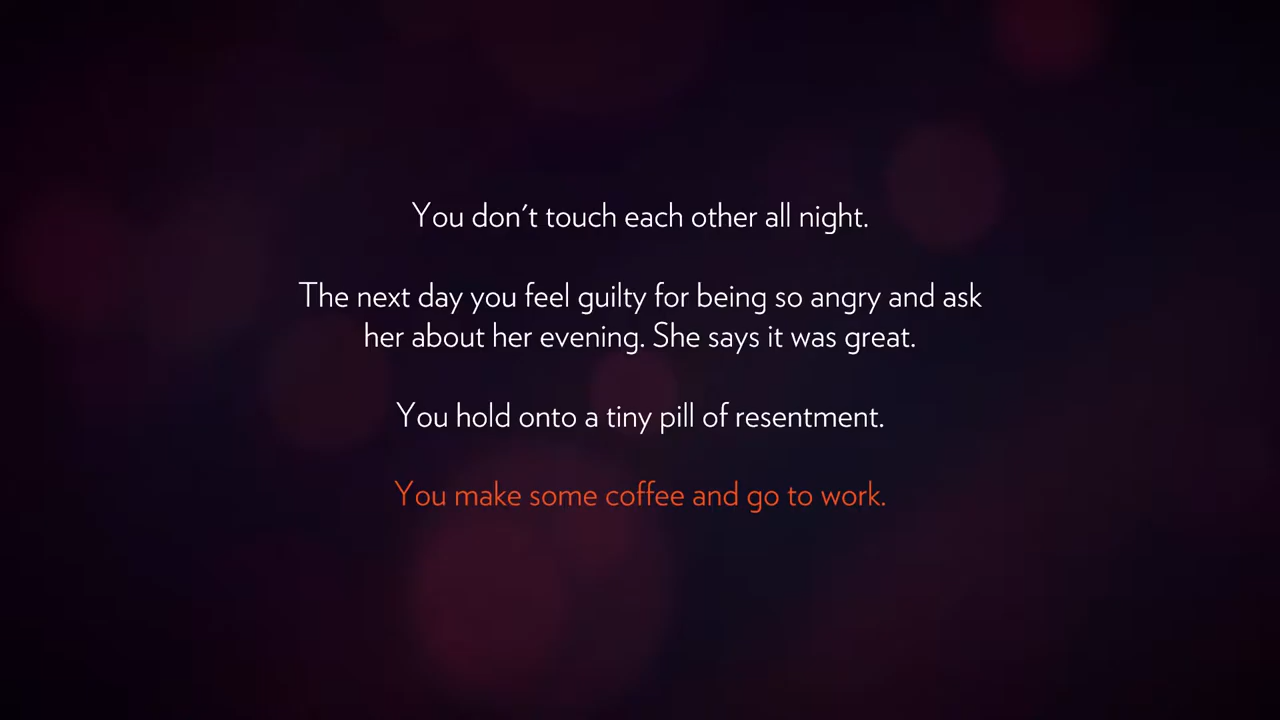 You don't touch each other all night.
The next day you feel guilty for being so angry and ask
her about her evening. She says it was great.
You hold onto a tiny pill of resentment.
You make some coffee and go to work.